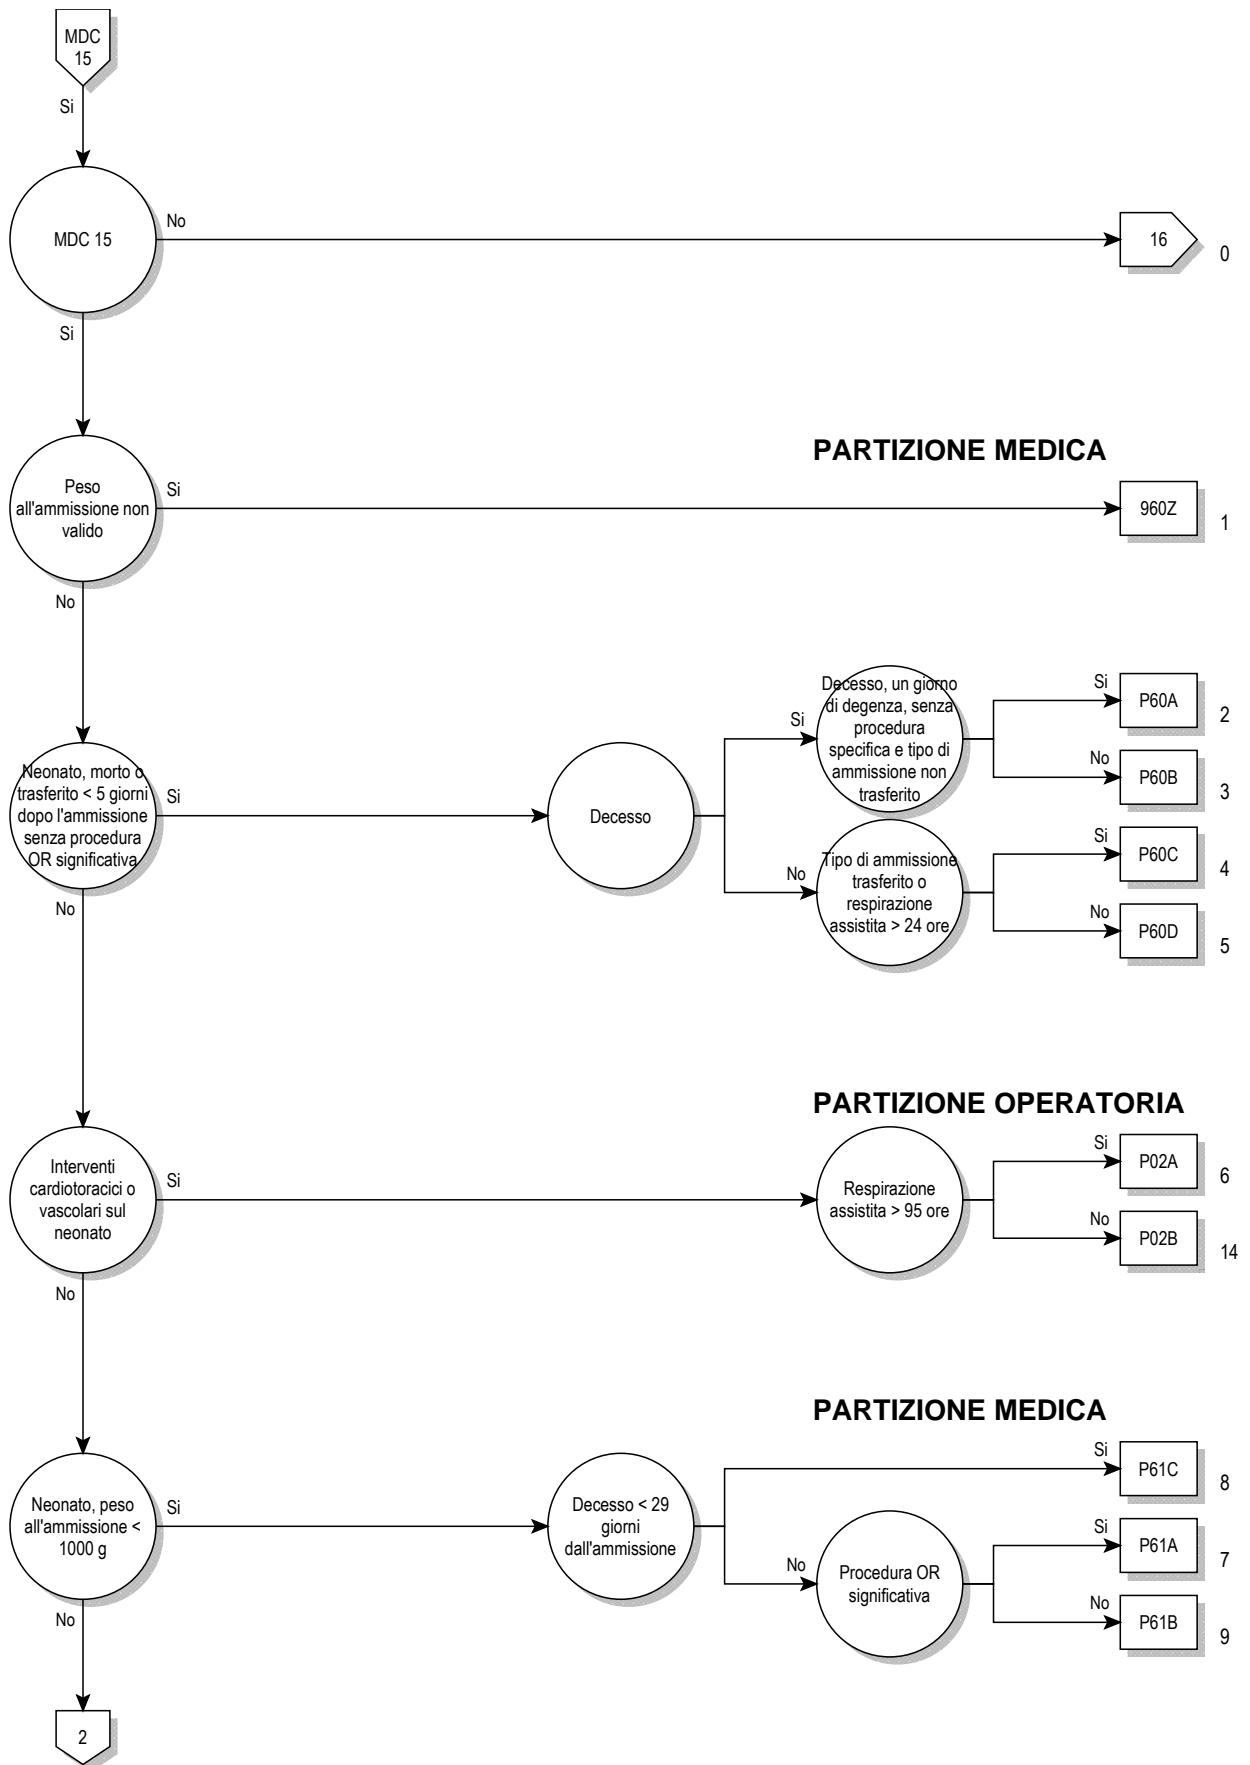 MDC
15
Si
MDC 15
No
16
0
Si
PARTIZIONE MEDICA
Peso
all'ammissione non
valido
Si
960Z
1
No
Neonato, morto o
trasferito < 5 giorni
dopo l'ammissione
senza procedura
OR significativa
Si
Decesso
Si
Decesso, un giorno
di degenza, senza
procedura
specifica e tipo di
ammissione non
trasferito
Si
P60A
2
No
P60B
3
No
Tipo di ammissione
trasferito o
respirazione
assistita > 24 ore
Si
P60C
4
No
P60D
5
No
PARTIZIONE OPERATORIA
Interventi
cardiotoracici o
vascolari sul
neonato
Si
Respirazione
assistita > 95 ore
Si
P02A
6
No
P02B
14
No
PARTIZIONE MEDICA
Neonato, peso
all'ammissione <
1000 g
Si
Decesso < 29
giorni
dall'ammissione
Si
P61C
8
No
Procedura OR
significativa
Si
P61A
7
No
P61B
9
No
2